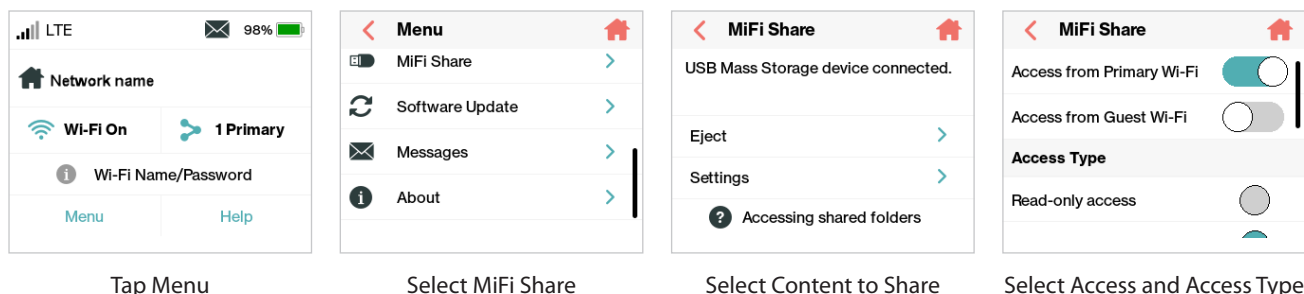 LTE
98%
Network name
Wi-Fi On
1 Primary
Wi-Fi Name/Password
Menu
Help
Tap Menu
Menu
MiFi Share
Software Update
Messages
About
Select MiFi Share
MiFi Share
USB Mass Storage device connected.
Eject
Settings
Accessing shared folders
Select Content to Share
MiFi Share
Access from Primary Wi-Fi
Access from Guest Wi-Fi
Access Type
Read-only access
Select Access and Access Type